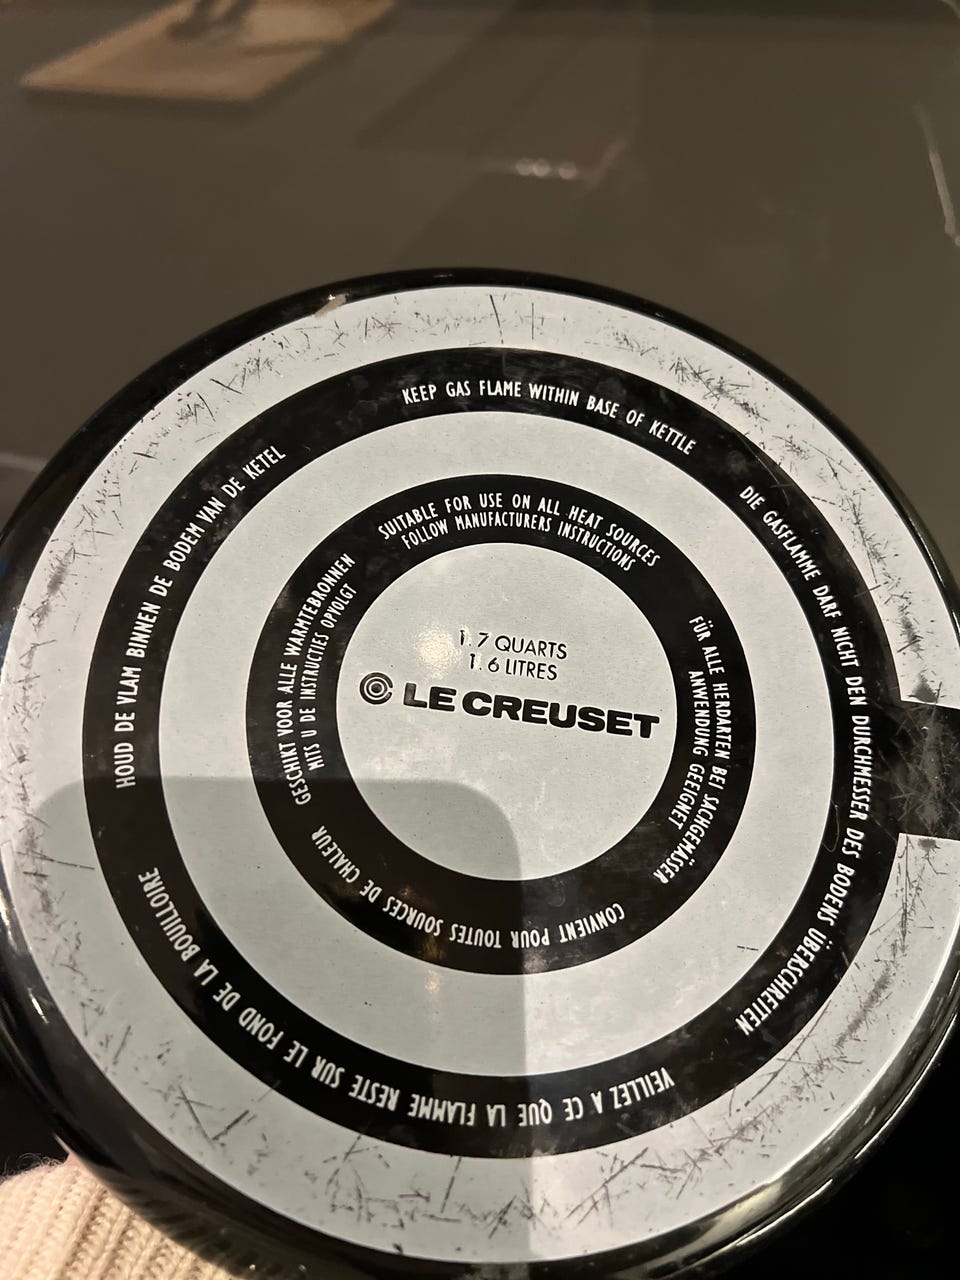 KEEP GAS FLAME WITHIN BASE OF KETTLE
DIE GASFLAMME DARF NICHT DEN DURCHMESSER DES BODENS ÜBERSCHREITEN
VEILLEZ A CE QUE LA FLAMME RESTE SUR LE FOND DE LA BOUILLOIRE
HOUD DE VLAM BINNEN DE BODEM VAN DE KETEL
SUITABLE FOR USE ON ALL HEAT SOURCES
FOLLOW MANUFACTURERS INSTRUCTIONS
FÜR ALLE HERDARTEN BEI SACHGEMÄSSER
ANWENDUNG GEEIGNET
CONVIENT POUR TOUTES SOURCES DE CHALEUR
GESCHIKT VOOR ALLE WARMTEBRONNEN
MITS U DE INSTRUCTIES OPVOLGT
1.7 QUARTS
1.6 LITRES
LE CREUSET